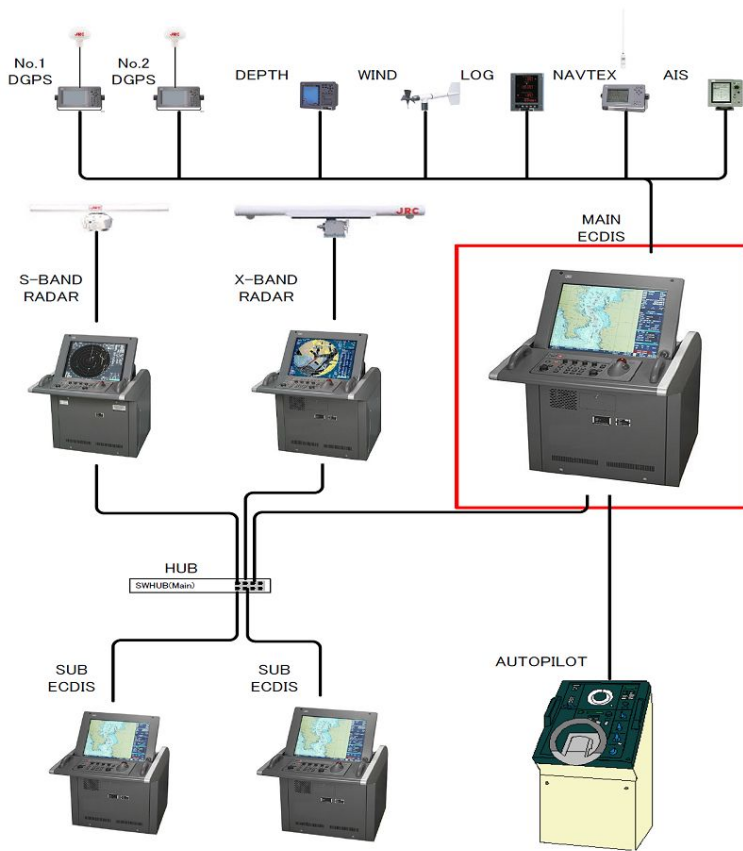 No.1
DGPS
No.2
DGPS
DEPTH
WIND
LOG
NAVTEX
AIS
JRC
S-BAND
RADAR
X-BAND
RADAR
MAIN
ECDIS
HUB
SWHUB(Main)
SUB
ECDIS
SUB
ECDIS
AUTOPILOT